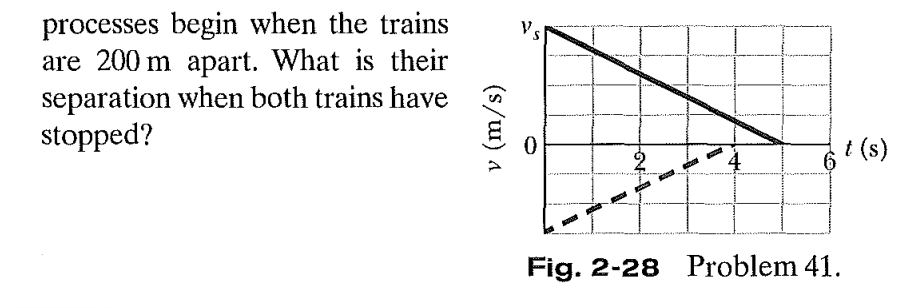 processes begin when the trains
are 200 m apart. What is their
separation when both trains have
stopped?
vₛ
v (m/s)
0
2
4
6
t (s)
Fig. 2-28 Problem 41.